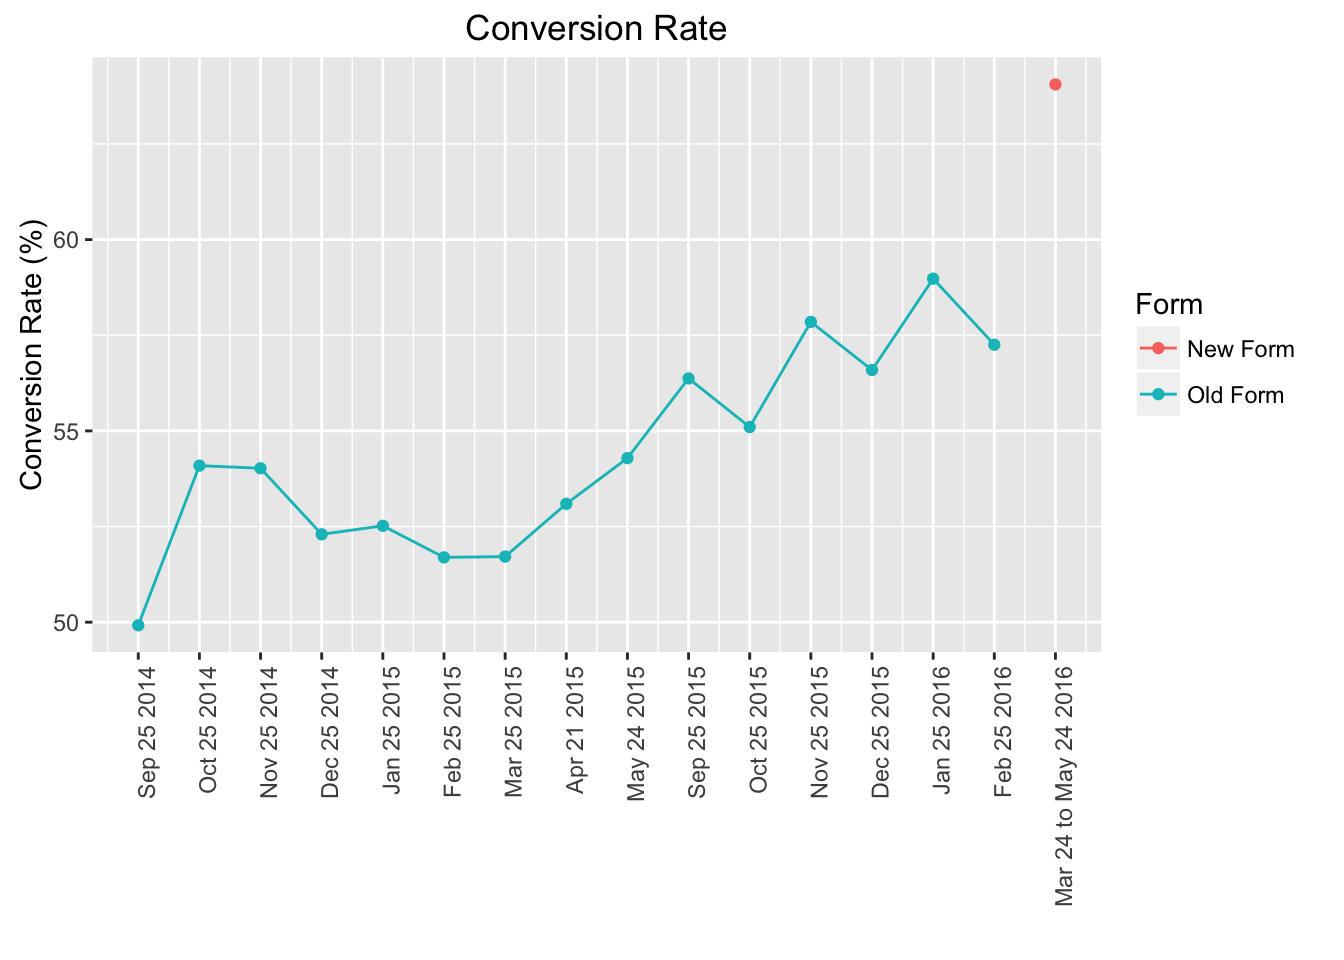 Conversion Rate
Conversion Rate (%)
60
55
50
Sep 25 2014
Oct 25 2014
Nov 25 2014
Dec 25 2014
Jan 25 2015
Feb 25 2015
Mar 25 2015
Apr 21 2015
May 24 2015
Sep 25 2015
Oct 25 2015
Nov 25 2015
Dec 25 2015
Jan 25 2016
Feb 25 2016
Mar 24 to May 24 2016
Form
New Form
Old Form